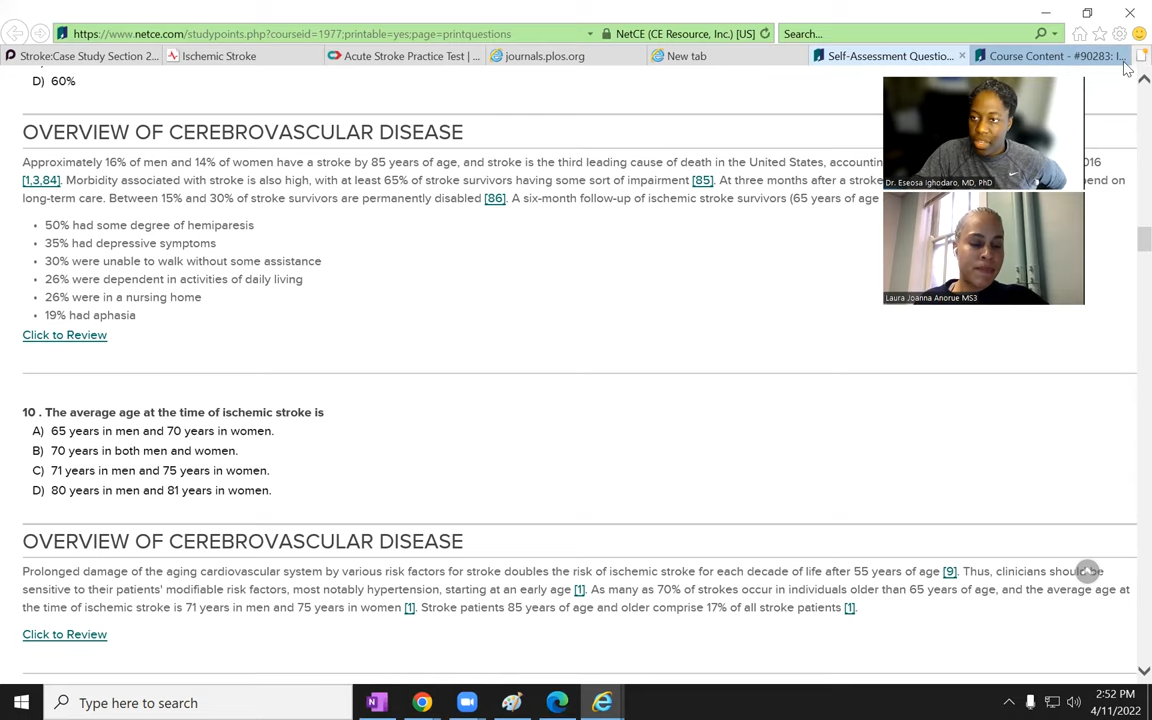 https://www.netce.com/studypoints.php?courseid=1977;printable=yes;page=printquestions
NetCE (CE Resource, Inc.) [US]
Search...
Stroke:Case Study Section 2...
Ischemic Stroke
Acute Stroke Practice Test | ...
journals.plos.org
New tab
Self-Assessment Questio...
Course Content - #90283: I...
D) 60%
OVERVIEW OF CEREBROVASCULAR DISEASE
Approximately 16% of men and 14% of women have a stroke by 85 years of age, and stroke is the third leading cause of death in the United States, accountin 016
[1,3,84]. Morbidity associated with stroke is also high, with at least 65% of stroke survivors having some sort of impairment [85]. At three months after a stroke end on
long-term care. Between 15% and 30% of stroke survivors are permanently disabled [86]. A six-month follow-up of ischemic stroke survivors (65 years of age
• 50% had some degree of hemiparesis
• 35% had depressive symptoms
• 30% were unable to walk without some assistance
• 26% were dependent in activities of daily living
• 26% were in a nursing home
• 19% had aphasia
Click to Review
Dr. Eseosa Ighodaro, MD, PhD
Laura Joanna Anorue MS3
10 . The average age at the time of ischemic stroke is
A) 65 years in men and 70 years in women.
B) 70 years in both men and women.
C) 71 years in men and 75 years in women.
D) 80 years in men and 81 years in women.
OVERVIEW OF CEREBROVASCULAR DISEASE
Prolonged damage of the aging cardiovascular system by various risk factors for stroke doubles the risk of ischemic stroke for each decade of life after 55 years of age [9]. Thus, clinicians should be
sensitive to their patients' modifiable risk factors, most notably hypertension, starting at an early age [1]. As many as 70% of strokes occur in individuals older than 65 years of age, and the average age at
the time of ischemic stroke is 71 years in men and 75 years in women [1]. Stroke patients 85 years of age and older comprise 17% of all stroke patients [1].
Click to Review
Type here to search
2:52 PM
4/11/2022